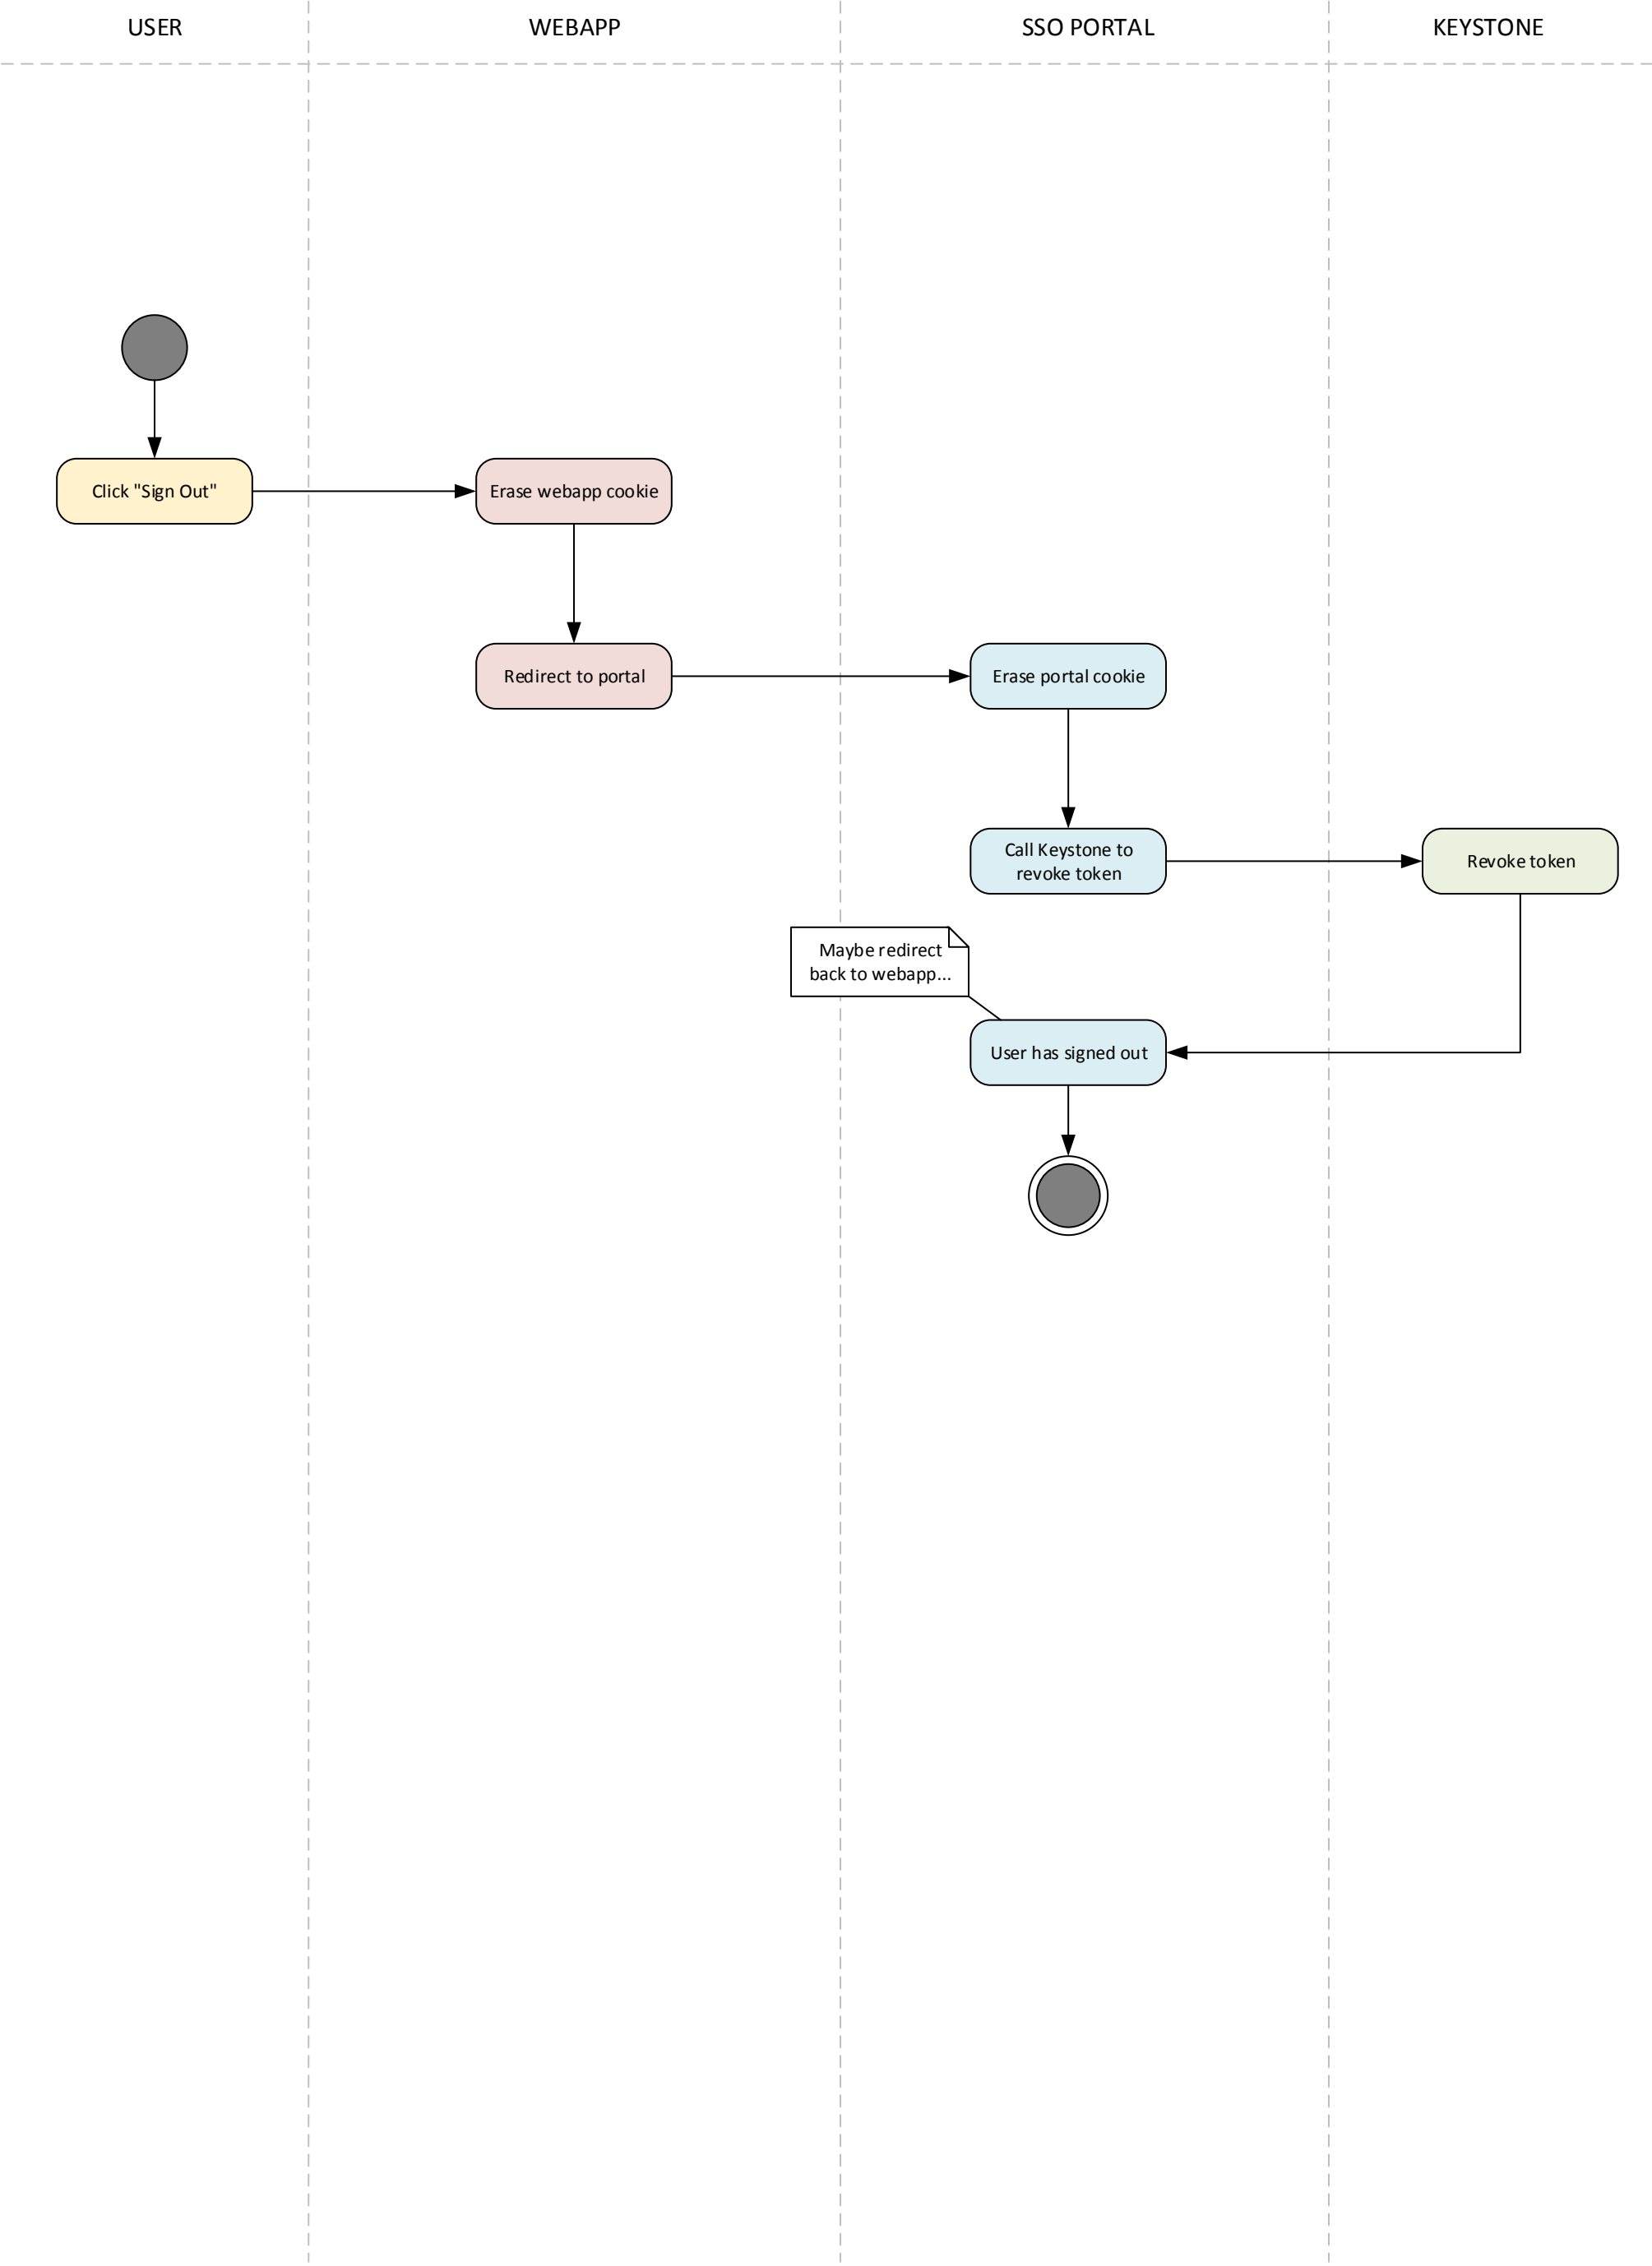 USER
WEBAPP
SSO PORTAL
KEYSTONE
Click "Sign Out"
Erase webapp cookie
Redirect to portal
Erase portal cookie
Call Keystone to
revoke token
Revoke token
Maybe redirect
back to webapp...
User has signed out